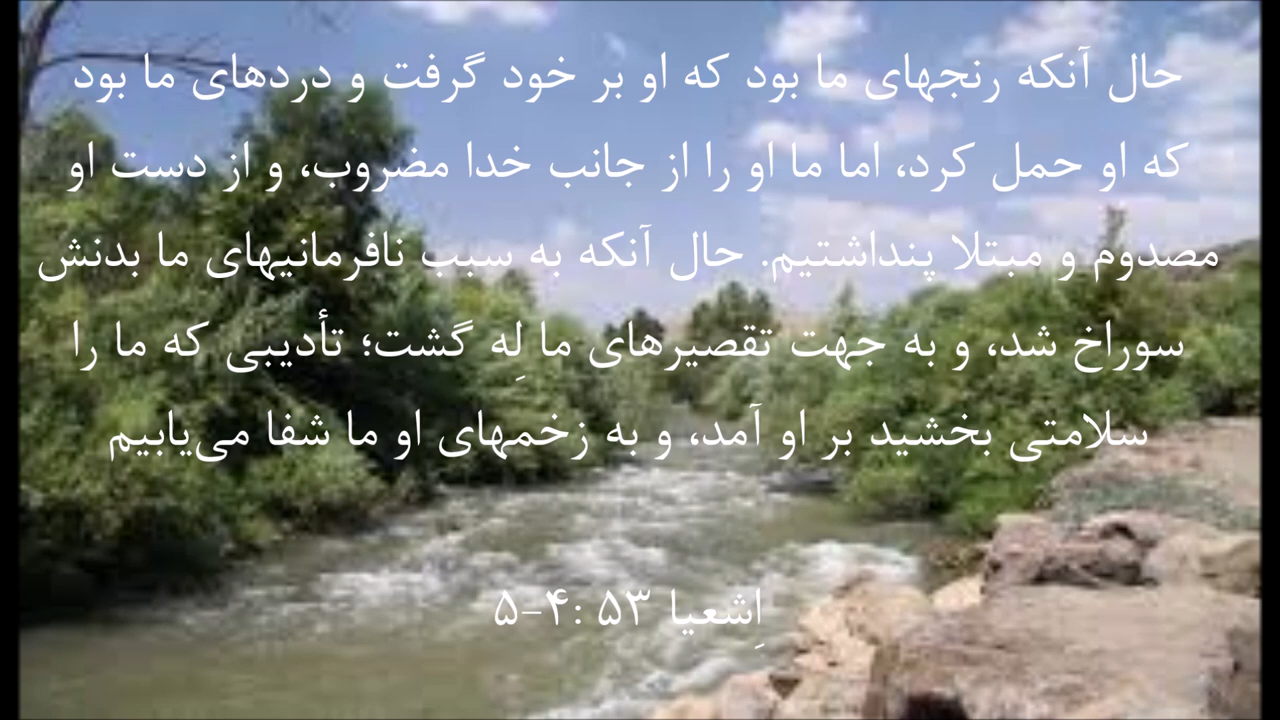 حال آنکه رنجهای ما بود که او بر خود گرفت و دردهای ما بود
که او حمل کرد، اما ما او را از جانب خدا مضروب، و از دست او
مصدوم و مبتلا پنداشتیم. حال آنکه به سبب نافرمانیهای ما بدنش
سوراخ شد، و به جهت تقصیرهای ما لِه گشت؛ تأدیبی که ما را
سلامتی بخشید بر او آمد، و به زخمهای او ما شفا می‌یابیم
اِشعیا ۵۳ :۴-۵